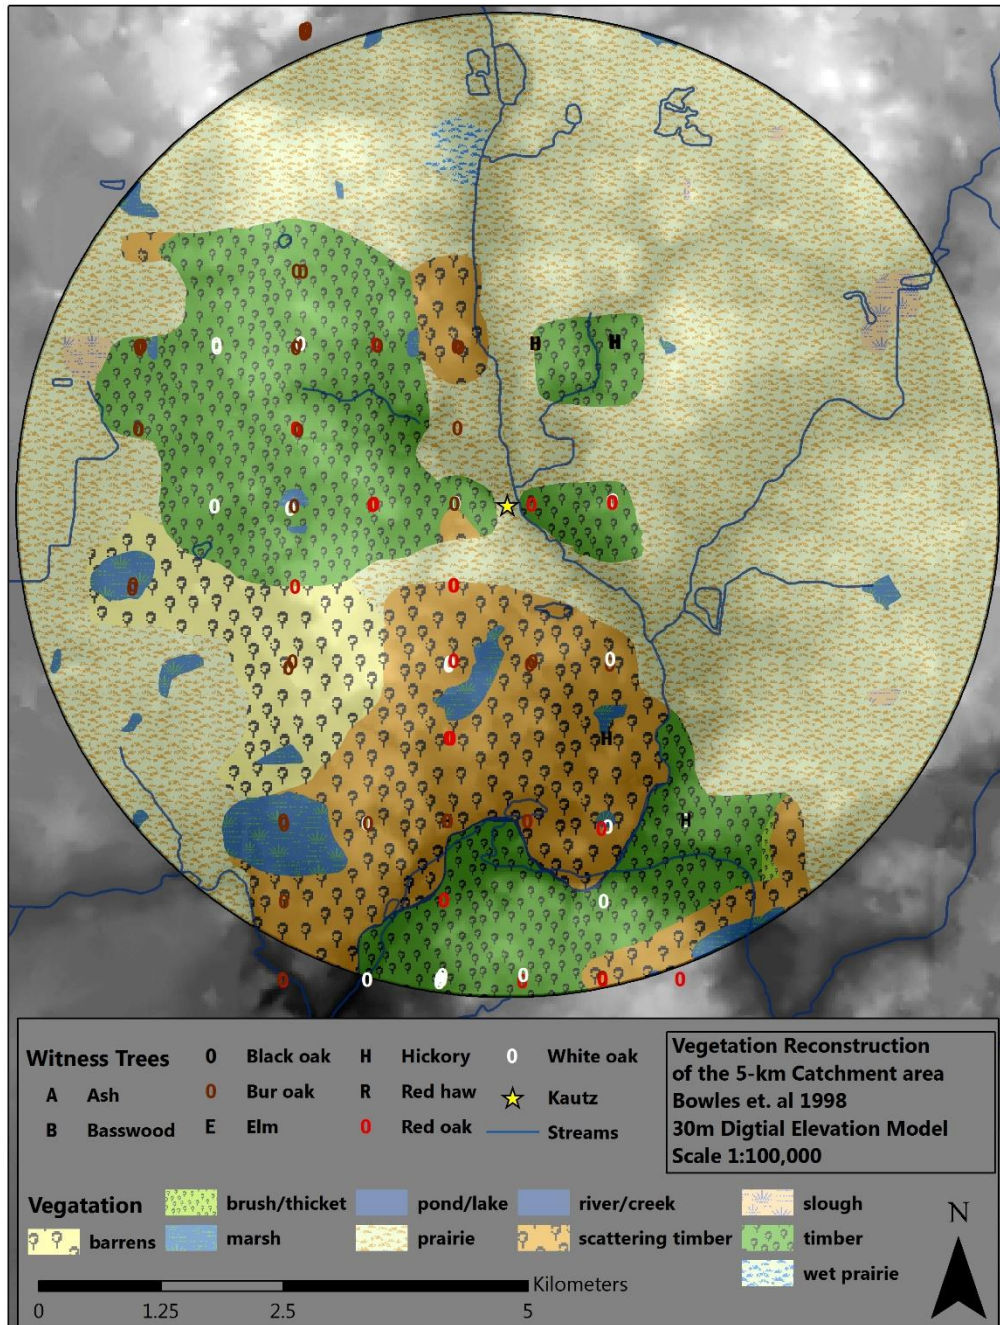 Witness Trees
A Ash
B Basswood
0 Black oak
0 Bur oak
E Elm
H Hickory
R Red haw
0 Red oak
0 White oak
Kautz
Streams
Vegetation Reconstruction
of the 5-km Catchment area
Bowles et. al 1998
30m Digtial Elevation Model
Scale 1:100,000
Vegatation
barrens
brush/thicket
marsh
pond/lake
prairie
river/creek
scattering timber
slough
timber
wet prairie
N
Kilometers
0 1.25 2.5 5